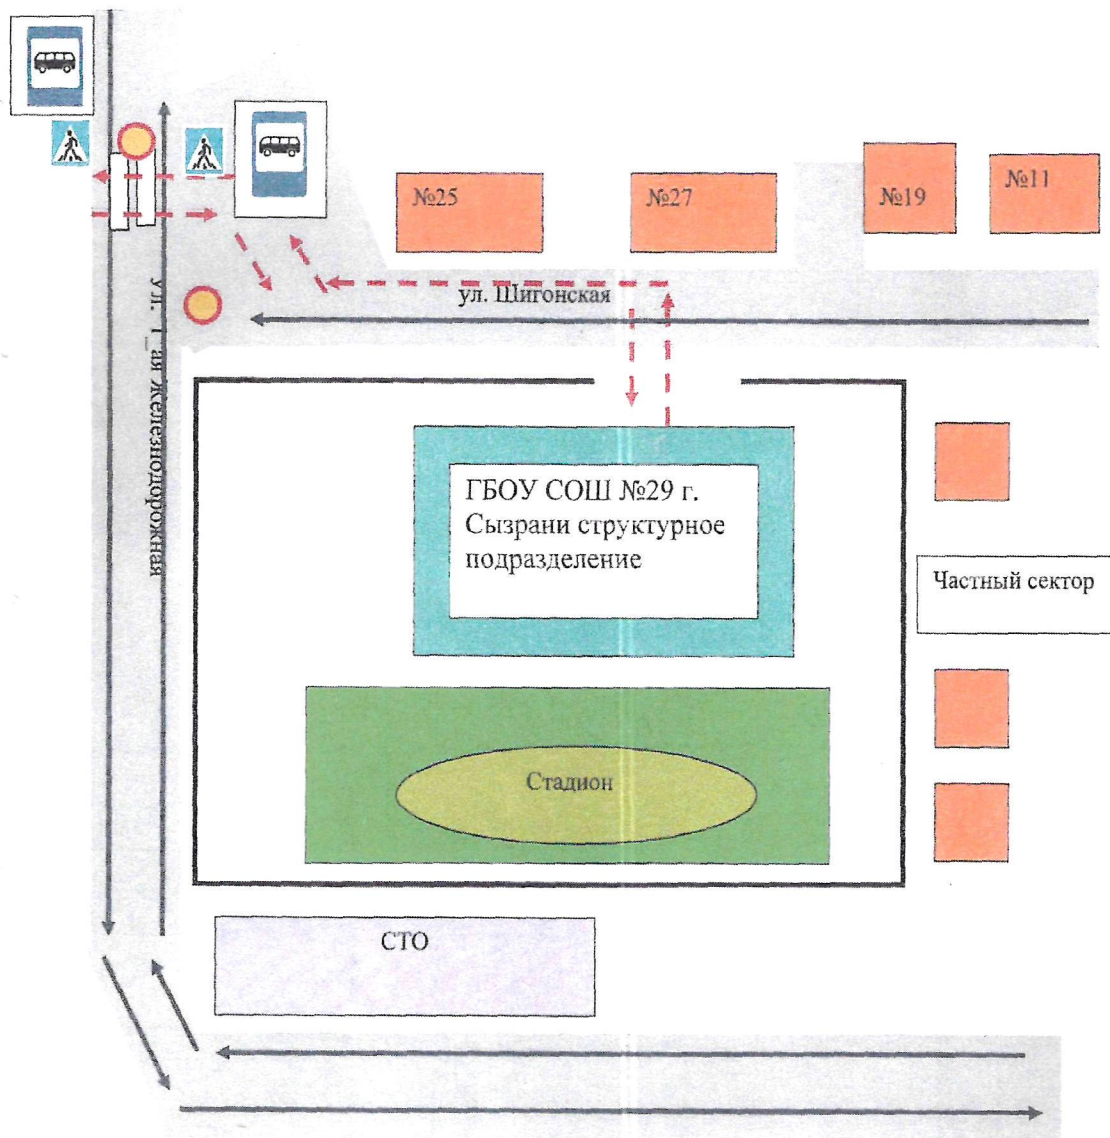 №25
№27
№19
№11
ул. Шигонская
ул. 1_ая Железнодорожная
ГБОУ СОШ №29 г.
Сызрани структурное
подразделение
Частный сектор
Стадион
СТО